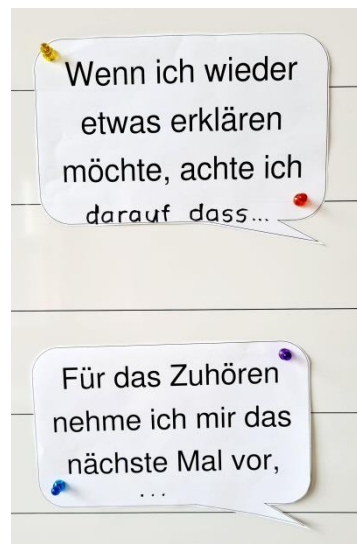 Wenn ich wieder
etwas erklären
möchte, achte ich
darauf dass...
Für das Zuhören
nehme ich mir das
nächste Mal vor,
...